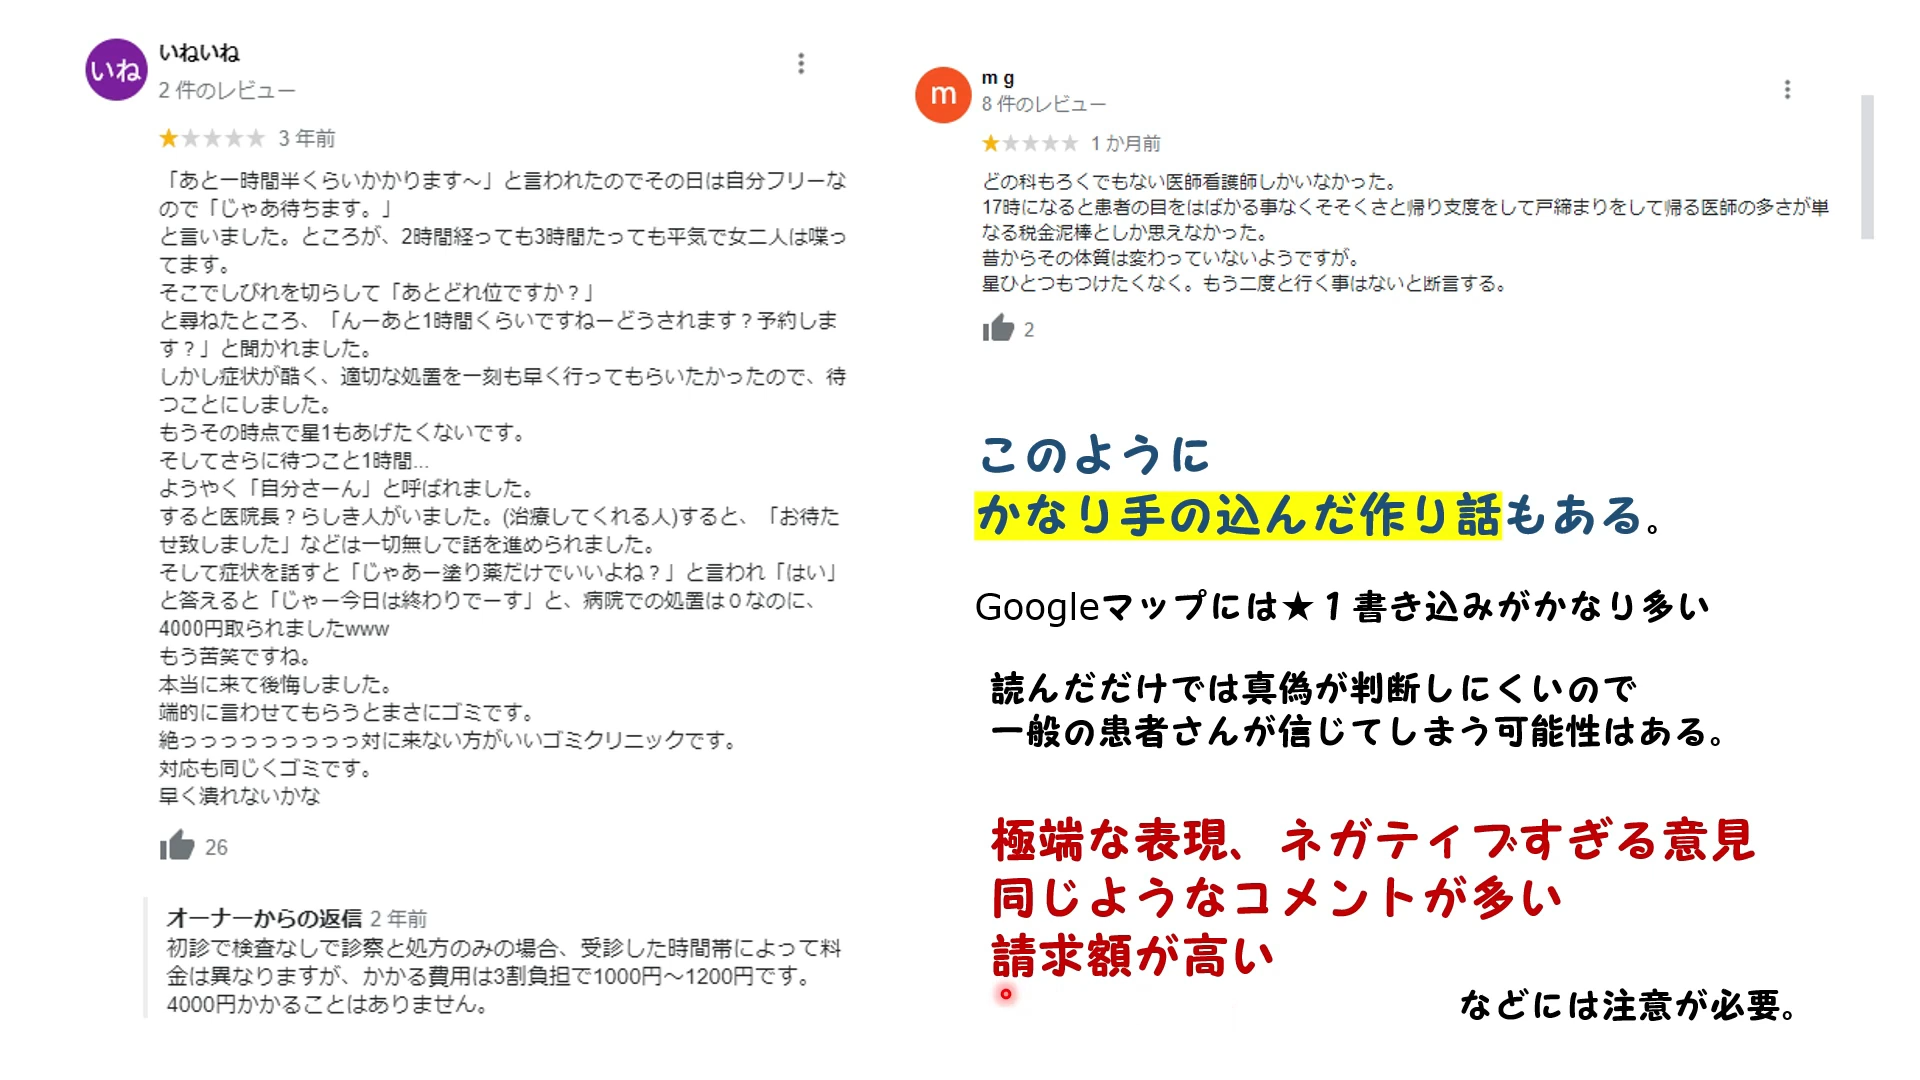 いね
いねいね
2 件のレビュー
3 年前
「あと一時間半くらいかかります〜」と言われたのでその日は自分フリーな
ので「じゃあ待ちます。」
と言いました。ところが、2時間経っても3時間たっても平気で女二人は喋っ
てます。
そこでしびれを切らして「あとどれ位ですか？」
と尋ねたところ、「んーあと1時間くらいですねーどうされます？予約しま
す？」と聞かれました。
しかし症状が酷く、適切な処置を一刻も早く行ってもらいたかったので、待
つことにしました。
もうその時点で星1もあげたくないです。
そしてさらに待つこと1時間...
ようやく「自分さーん」と呼ばれました。
すると医院長？らしき人がいました。(治療してくれる人)すると、「お待た
せ致しました」などは一切無しで話を進められました。
そして症状を話すと「じゃあー塗り薬だけでいいよね？」と言われ「はい」
と答えると「じゃー今日は終わりでーす」と、病院での処置は０なのに、
4000円取られましたwww
もう苦笑ですね。
本当に来て後悔しました。
端的に言わせてもらうとまさにゴミです。
絶っっっっっっっっっ対に来ない方がいいゴミクリニックです。
対応も同じくゴミです。
早く潰れないかな
26
オーナーからの返信 2 年前
初診で検査なしで診察と処方のみの場合、受診した時間帯によって料
金は異なりますが、かかる費用は3割負担で1000円〜1200円です。
4000円かかることはありません。
m
m g
8 件のレビュー
1 か月前
どの科もろくでもない医師看護師しかいなかった。
17時になると患者の目をはばかる事なくそそくさと帰り支度をして戸締まりをして帰る医師の多さが単
なる税金泥棒としか思えなかった。
昔からその体質は変わっていないようですが。
星ひとつもつけたくなく。もう二度と行く事はないと断言する。
2
このように
かなり手の込んだ作り話もある。
Googleマップには★１書き込みがかなり多い
読んだだけでは真偽が判断しにくいので
一般の患者さんが信じてしまう可能性はある。
極端な表現、ネガティブすぎる意見
同じようなコメントが多い
請求額が高い
などには注意が必要。